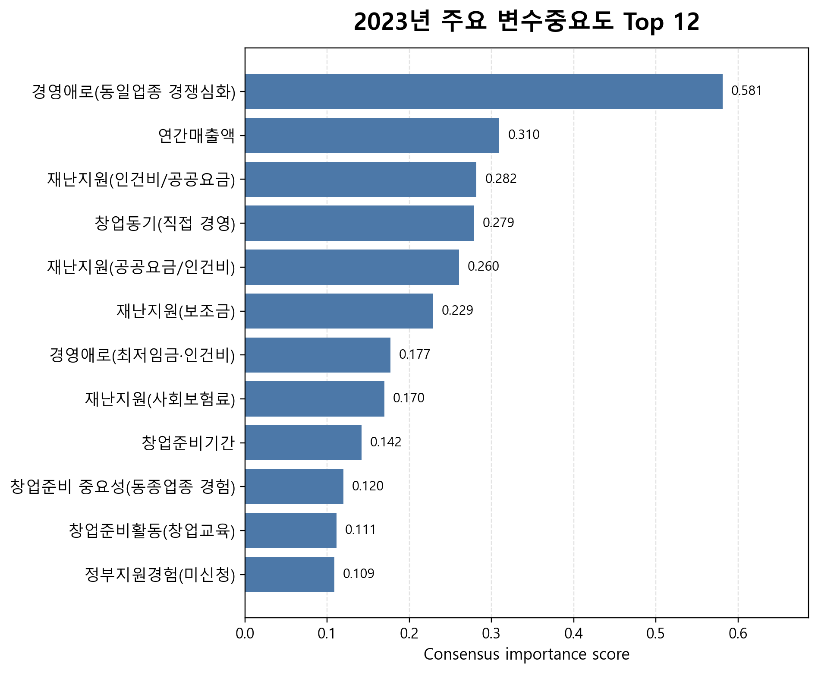 2023년 주요 변수중요도 Top 12
경영애로(동일업종 경쟁심화) 0.581
연간매출액 0.310
재난지원(인건비/공공요금) 0.282
창업동기(직접 경영) 0.279
재난지원(공공요금/인건비) 0.260
재난지원(보조금) 0.229
경영애로(최저임금·인건비) 0.177
재난지원(사회보험료) 0.170
창업준비기간 0.142
창업준비 중요성(동종업종 경험) 0.120
창업준비활동(창업교육) 0.111
정부지원경험(미신청) 0.109
0.0 0.1 0.2 0.3 0.4 0.5 0.6
Consensus importance score